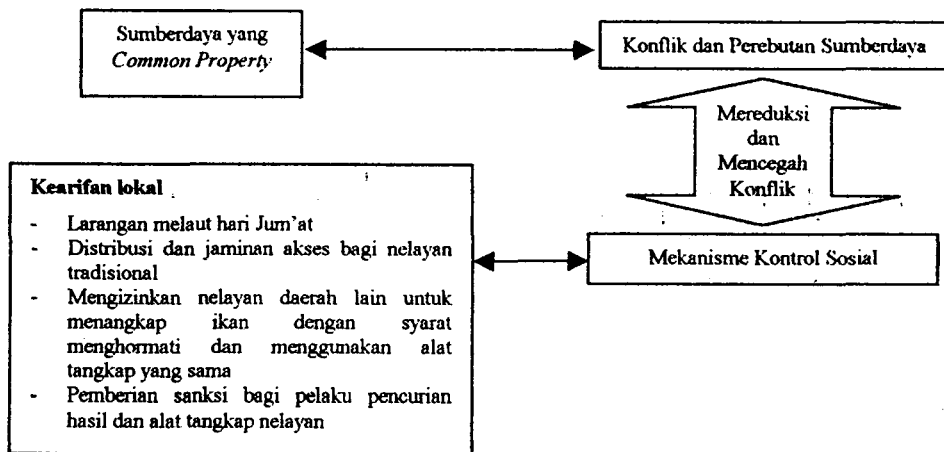 Sumberdaya yang
Common Property
Konflik dan Perebutan Sumberdaya
Mereduksi
dan
Mencegah
Konflik
Kearifan lokal
- Larangan melaut hari Jum'at
- Distribusi dan jaminan akses bagi nelayan
tradisional
- Mengizinkan nelayan daerah lain untuk
menangkap ikan dengan syarat
menghormati dan menggunakan alat
tangkap yang sama
- Pemberian sanksi bagi pelaku pencurian
hasil dan alat tangkap nelayan
Mekanisme Kontrol Sosial